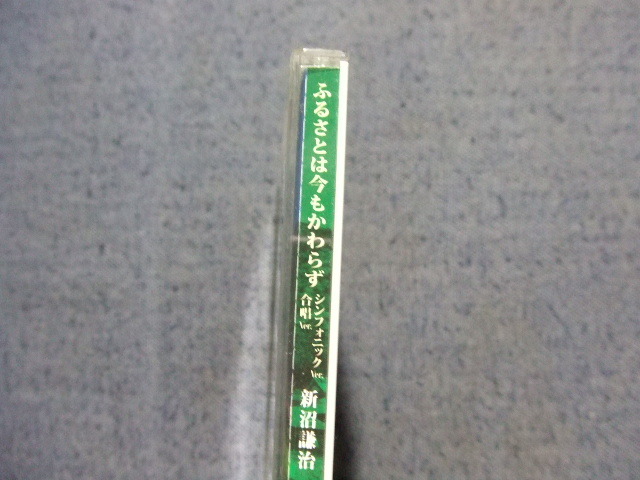 ふるさとは今もかわらず
シンフォニックVer.
合唱Ver.
新沼謙治